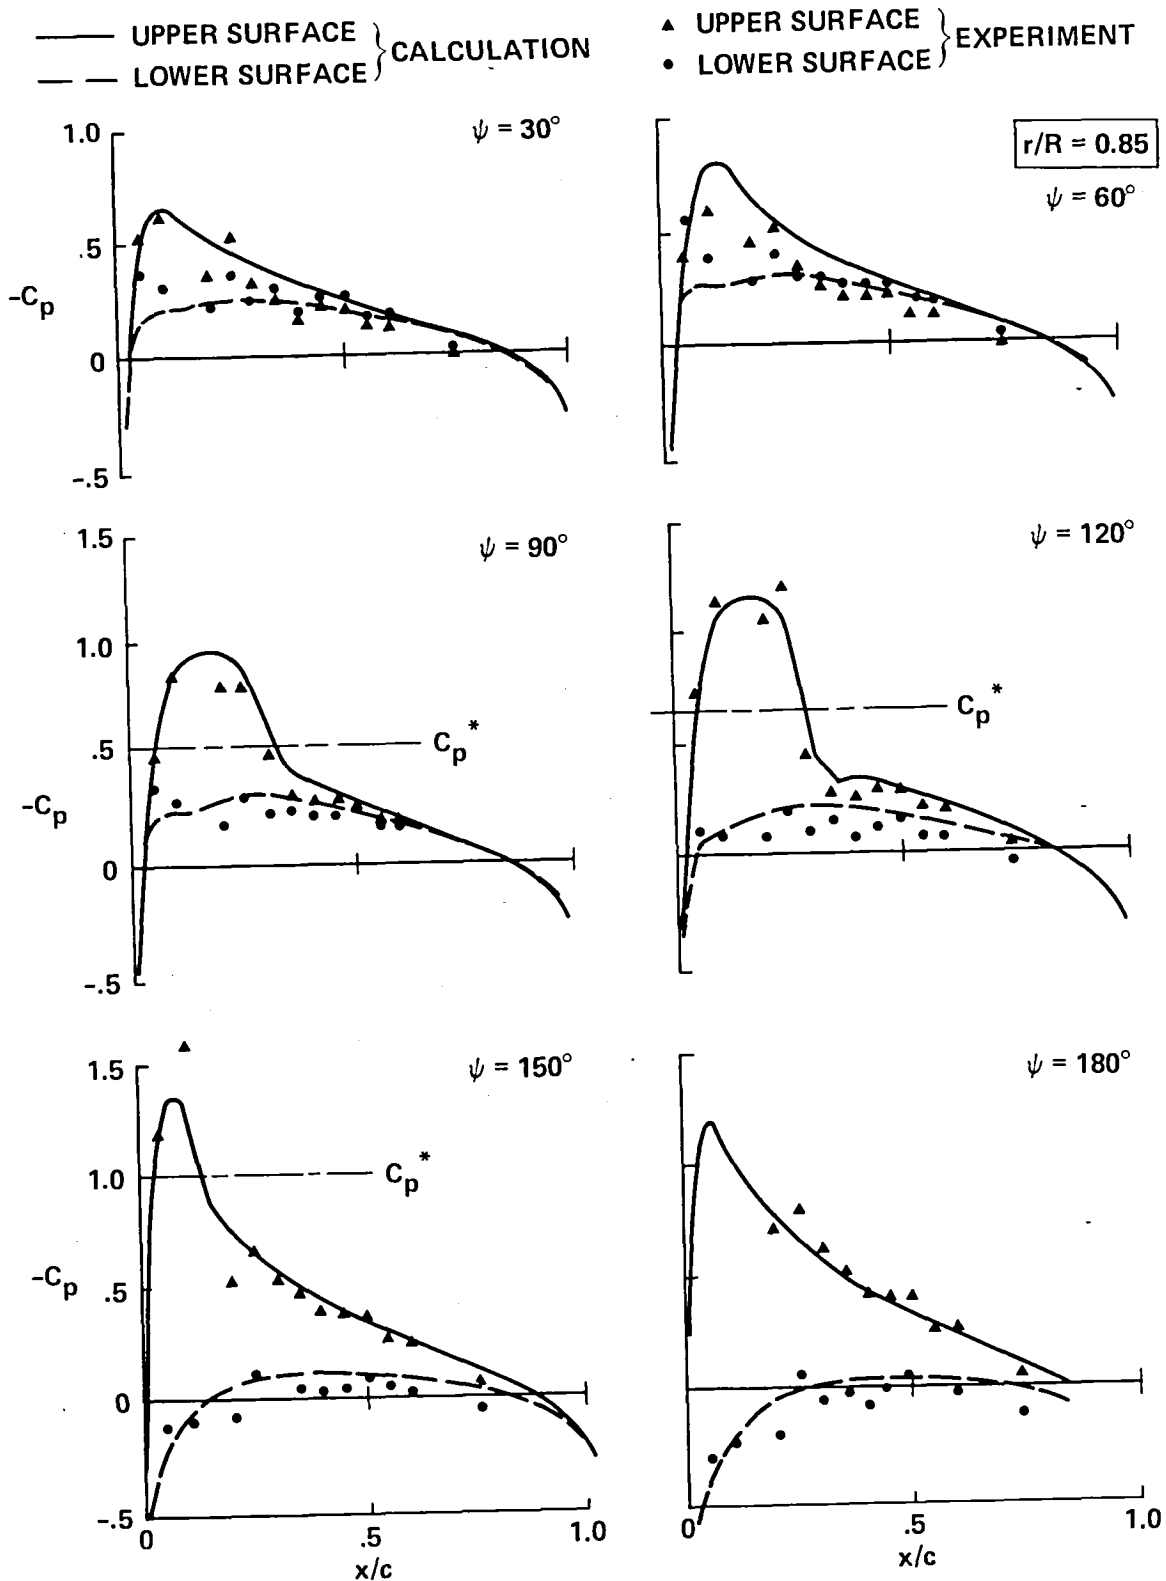 UPPER SURFACE
LOWER SURFACE
CALCULATION
UPPER SURFACE
LOWER SURFACE
EXPERIMENT
ψ = 30°
1.0
.5
0
-.5
-Cp
r/R = 0.85
ψ = 60°
ψ = 90°
1.5
1.0
.5
0
-.5
-Cp
Cp*
ψ = 120°
Cp*
ψ = 150°
1.5
1.0
.5
0
-.5
-Cp
Cp*
0 .5 1.0
x/c
ψ = 180°
0 .5 1.0
x/c